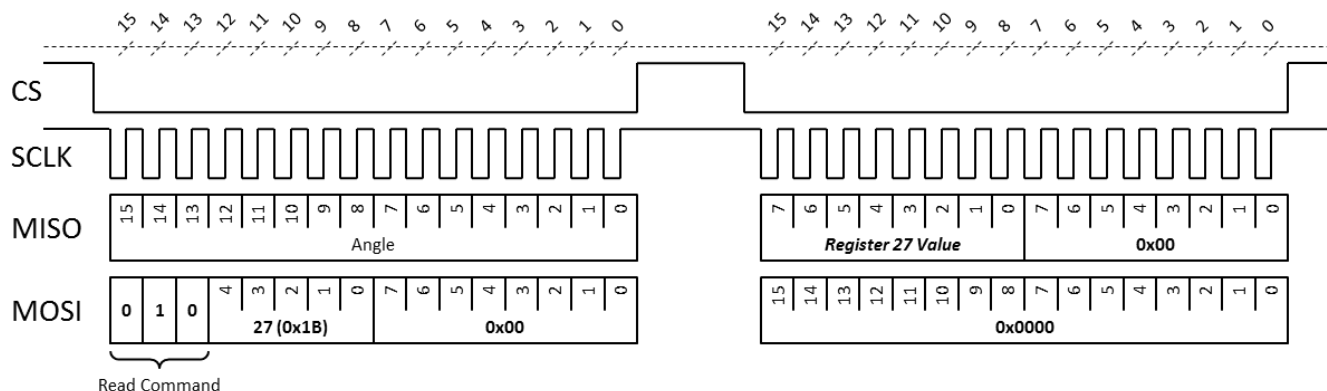 15 14 13 12 11 10 9 8 7 6 5 4 3 2 1 0 15 14 13 12 11 10 9 8 7 6 5 4 3 2 1 0
CS
SCLK
MISO
15 14 13 12 11 10 9 8 7 6 5 4 3 2 1 0 7 6 5 4 3 2 1 0 7 6 5 4 3 2 1 0
Angle Register 27 Value 0x00
MOSI
0 1 0 4 3 2 1 0 7 6 5 4 3 2 1 0 15 14 13 12 11 10 9 8 7 6 5 4 3 2 1 0
27 (0x1B) 0x00 0x0000
Read Command